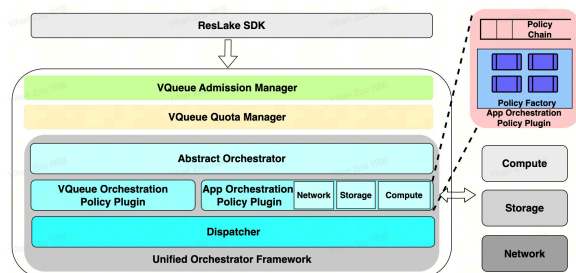 ResLake SDK
Policy
Chain
Policy Factory
App Orchestration
Policy Plugin
VQueue Admission Manager
VQueue Quota Manager
Abstract Orchestrator
VQueue Orchestration
Policy Plugin
App Orchestration
Policy Plugin
Network
Storage
Compute
Dispatcher
Unified Orchestrator Framework
Compute
Storage
Network